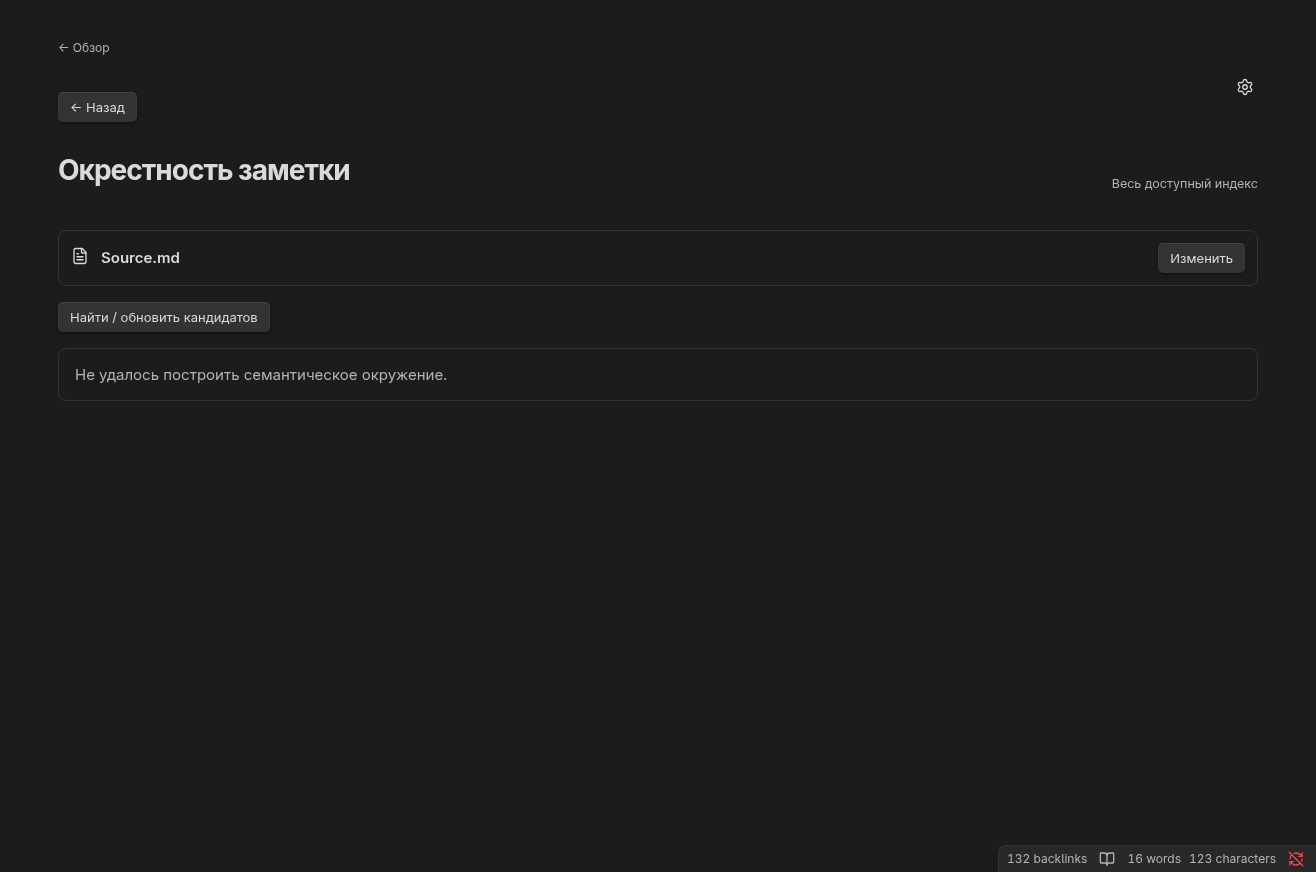 ← Обзор
← Назад
Окрестность заметки
Весь доступный индекс
Source.md
Изменить
Найти / обновить кандидатов
Не удалось построить семантическое окружение.
132 backlinks 16 words 123 characters